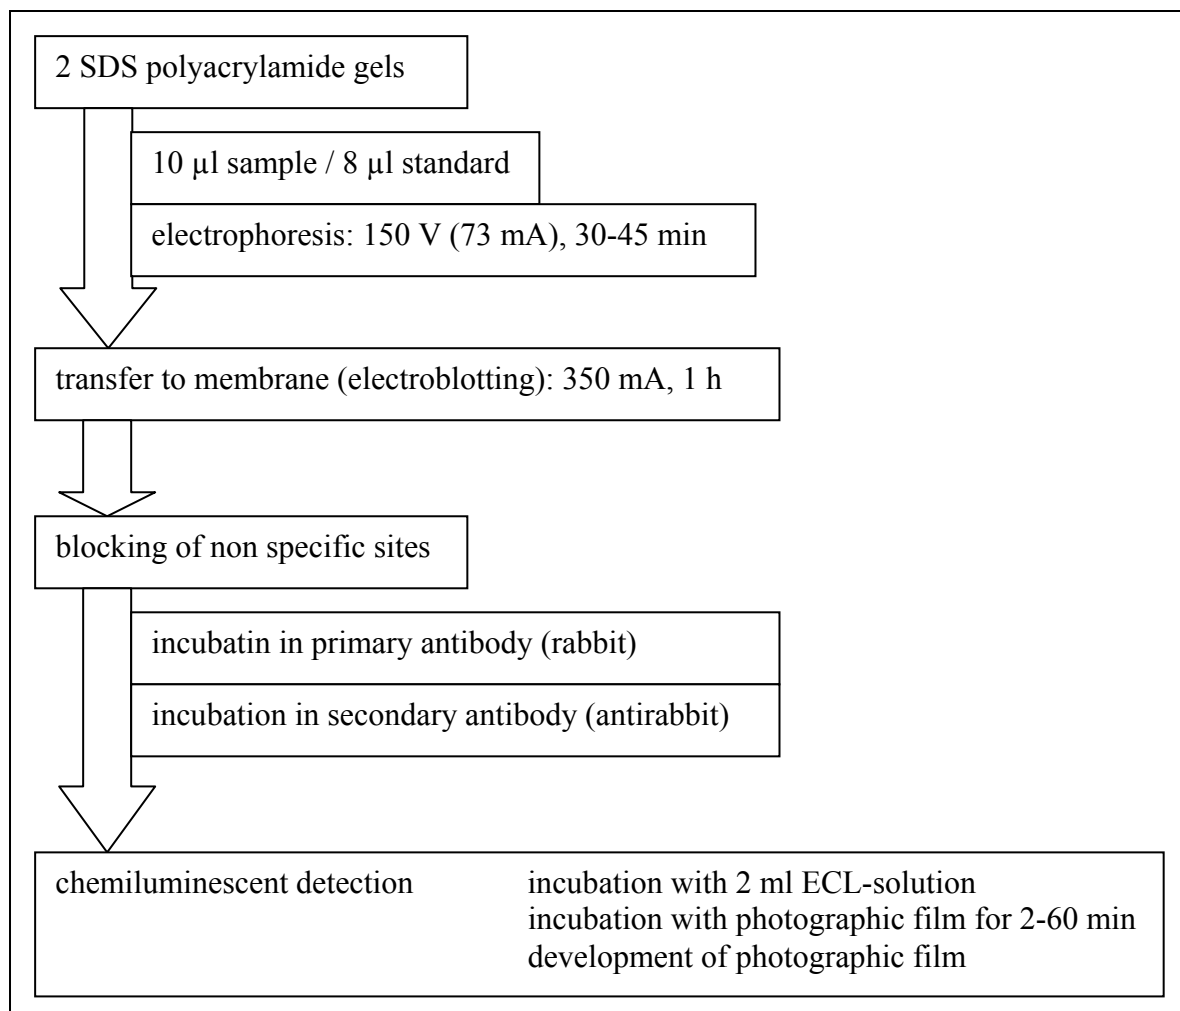 2 SDS polyacrylamide gels
10 µl sample / 8 µl standard
electrophoresis: 150 V (73 mA), 30-45 min
transfer to membrane (electroblotting): 350 mA, 1 h
blocking of non specific sites
incubatin in primary antibody (rabbit)
incubation in secondary antibody (antirabbit)
chemiluminescent detection incubation with 2 ml ECL-solution
incubation with photographic film for 2-60 min
development of photographic film